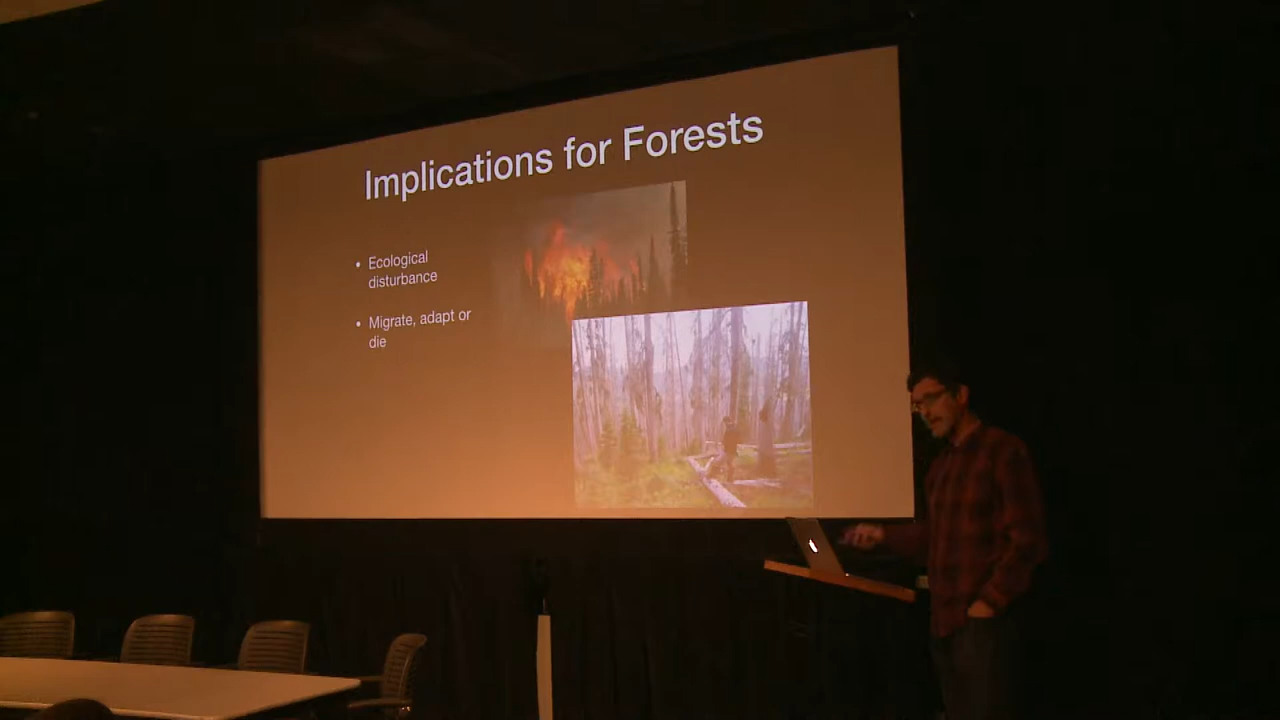 Implications for Forests
• Ecological
disturbance
• Migrate, adapt or
die